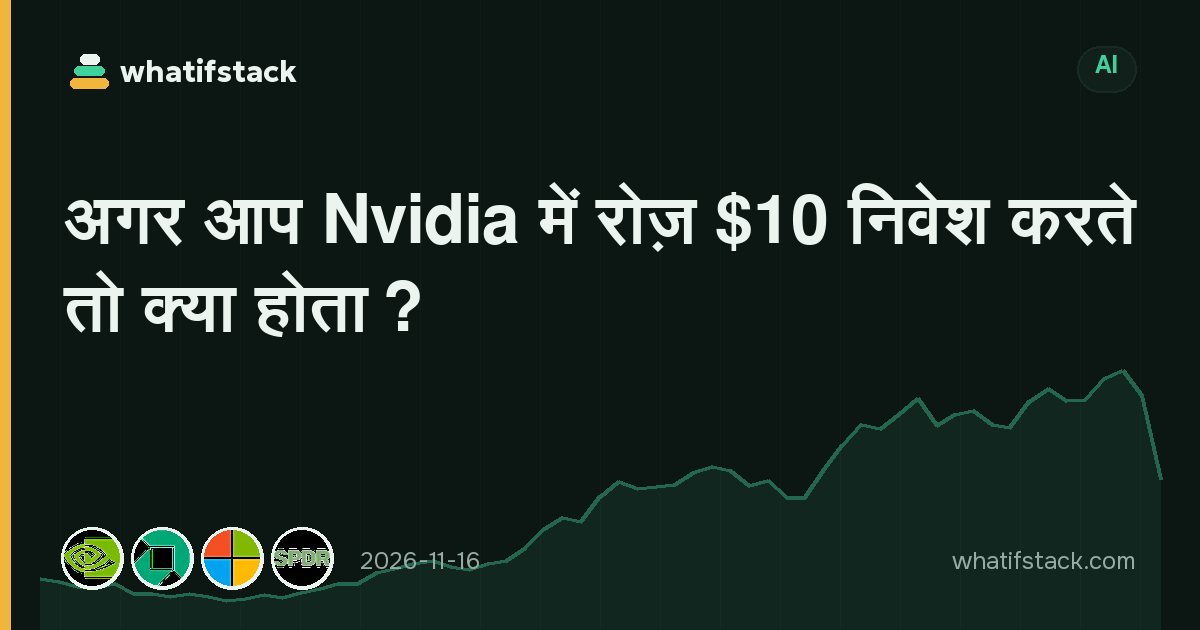 whatifstack
AI
अगर आप Nvidia में रोज़ $10 निवेश करते
तो क्या होता ?
SPDR
2026-11-16
whatifstack.com